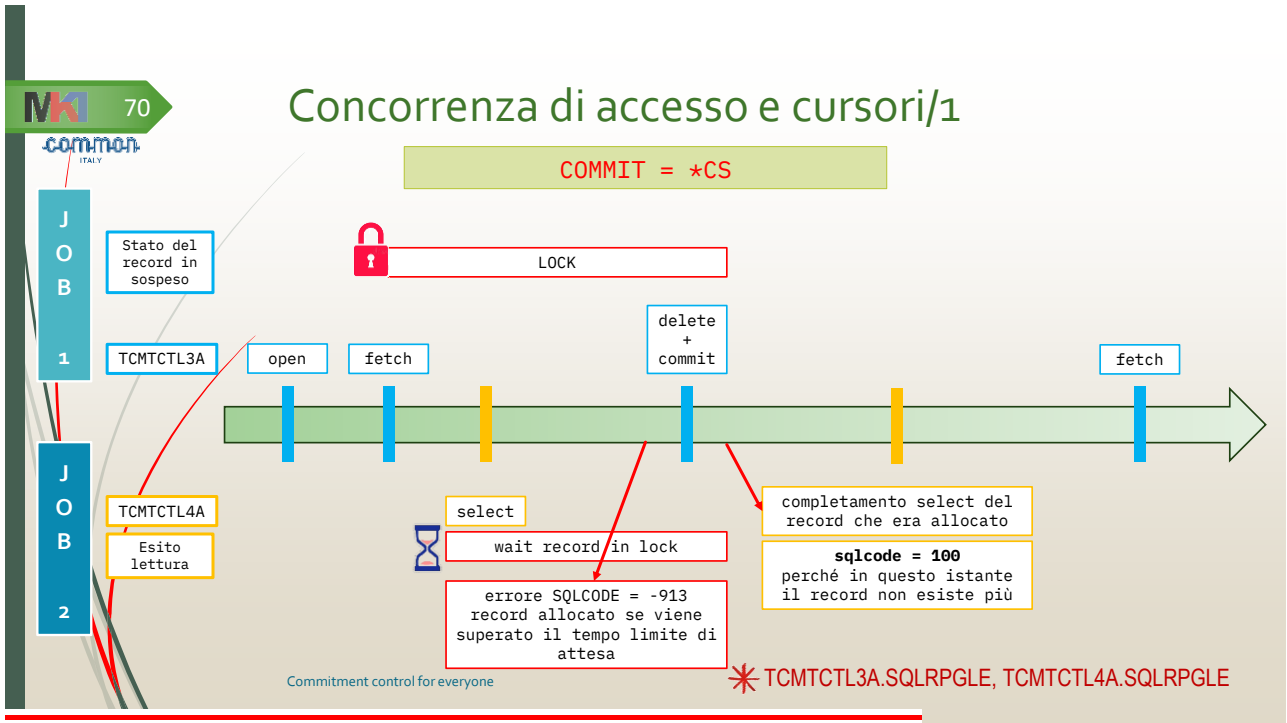 MK1
70
common
ITALY
Concorrenza di accesso e cursori/1
COMMIT = *CS
J
O
B
1
Stato del
record in
sospeso
LOCK
TCMTCTL3A
open
fetch
delete
+
commit
fetch
J
O
B
2
TCMTCTL4A
Esito
lettura
select
wait record in lock
errore SQLCODE = -913
record allocato se viene
superato il tempo limite di
attesa
completamento select del
record che era allocato
sqlcode = 100
perché in questo istante
il record non esiste più
Commitment control for everyone
TCMTCTL3A.SQLRPGLE, TCMTCTL4A.SQLRPGLE